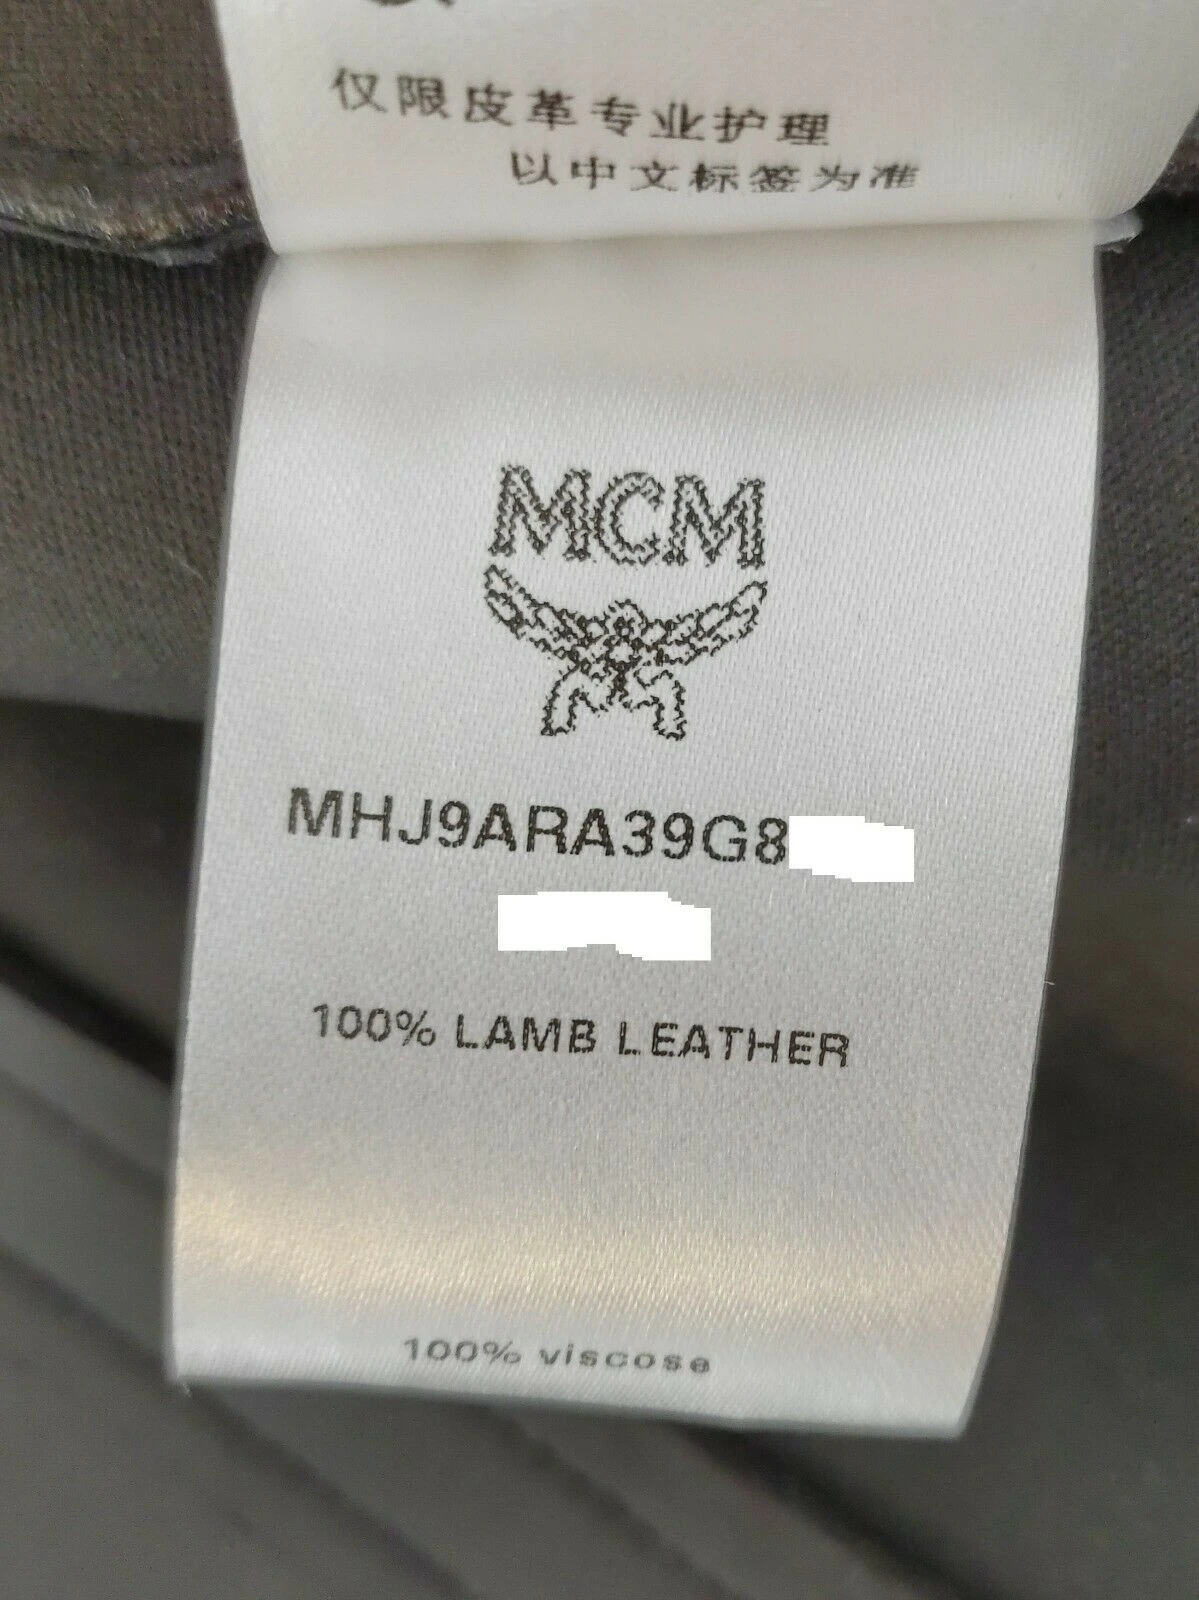 仅限皮革专业护理
以中文标签为准
MCM
MHJ9ARA39G8
100% LAMB LEATHER
100% viscose